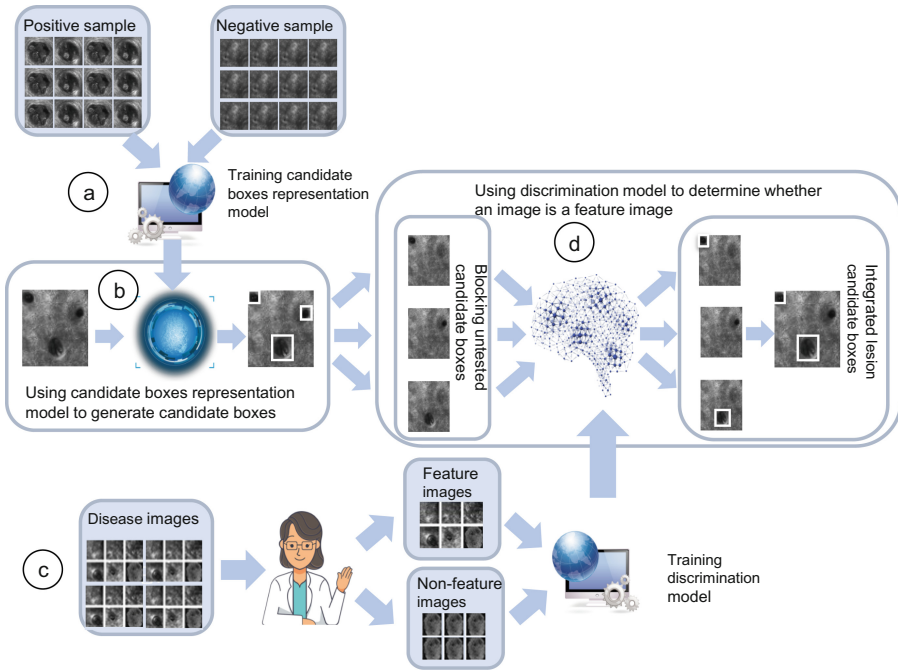 Positive sample
Negative sample
a
Training candidate
boxes representation
model
Using discrimination model to determine whether
an image is a feature image
b
Using candidate boxes representation
model to generate candidate boxes
Blocking untested
candidate boxes
d
Integrated lesion
candidate boxes
c
Disease images
Feature
images
Non-feature
images
Training
discrimination
model